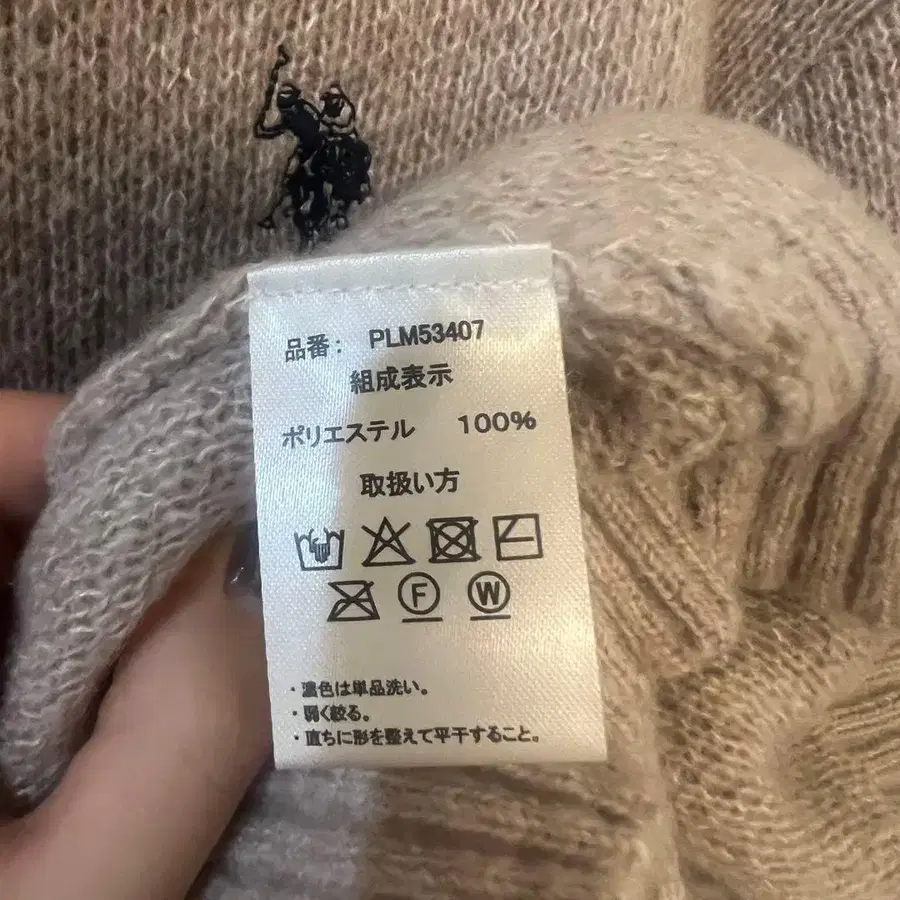 品番： PLM53407
組成表示
ポリエステル 100%
取扱い方
F W
・濃色は単品洗い。
・弱く絞る。
・直ちに形を整えて平干すること。